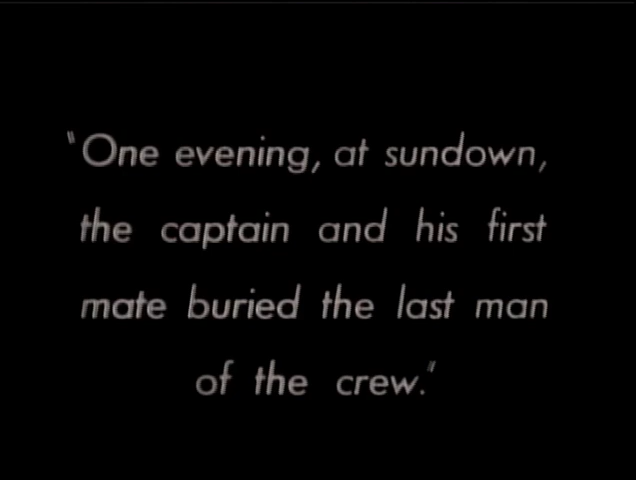 "One evening, at sundown,
the captain and his first
mate buried the last man
of the crew."